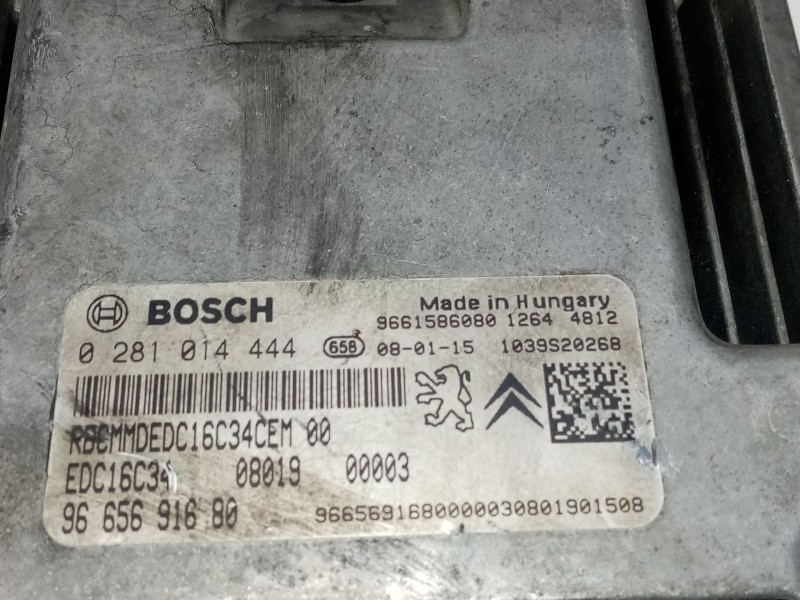 BOSCH
Made in Hungary
9661586080 1264 4812
0 281 014 444 658 08-01-15 1039S20268
RBCMMDEDC16C34CEM 00
EDC16C34 08019 00003
96 656 916 80 9665691680000030801901508